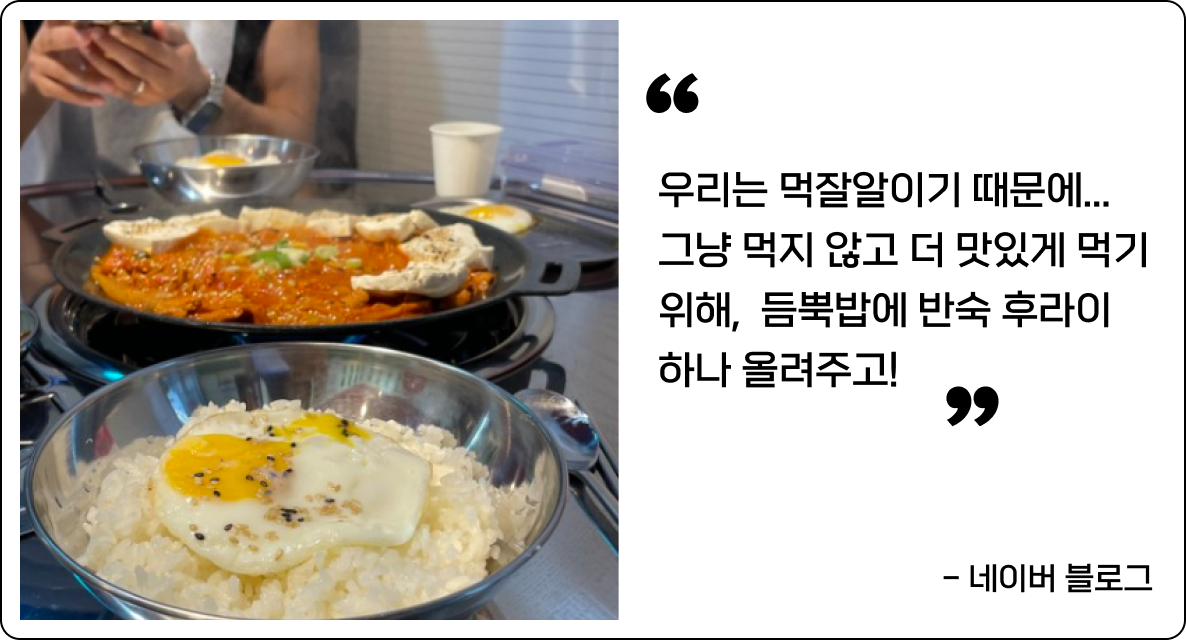 “
우리는 먹잘알이기 때문에...
그냥 먹지 않고 더 맛있게 먹기
위해, 듬뿍밥에 반숙 후라이
하나 올려주고!
”
- 네이버 블로그